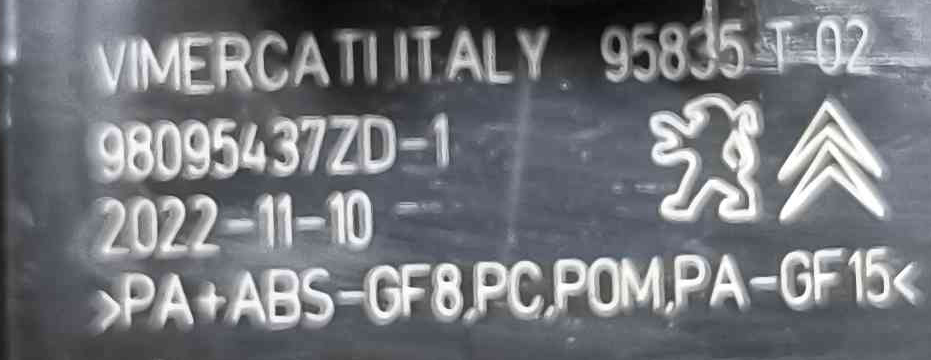 VIMERCATI ITALY 95835 T 02
98095437ZD-1
2022-11-10
>PA+ABS-GF8,PC,POM,PA-GF15<